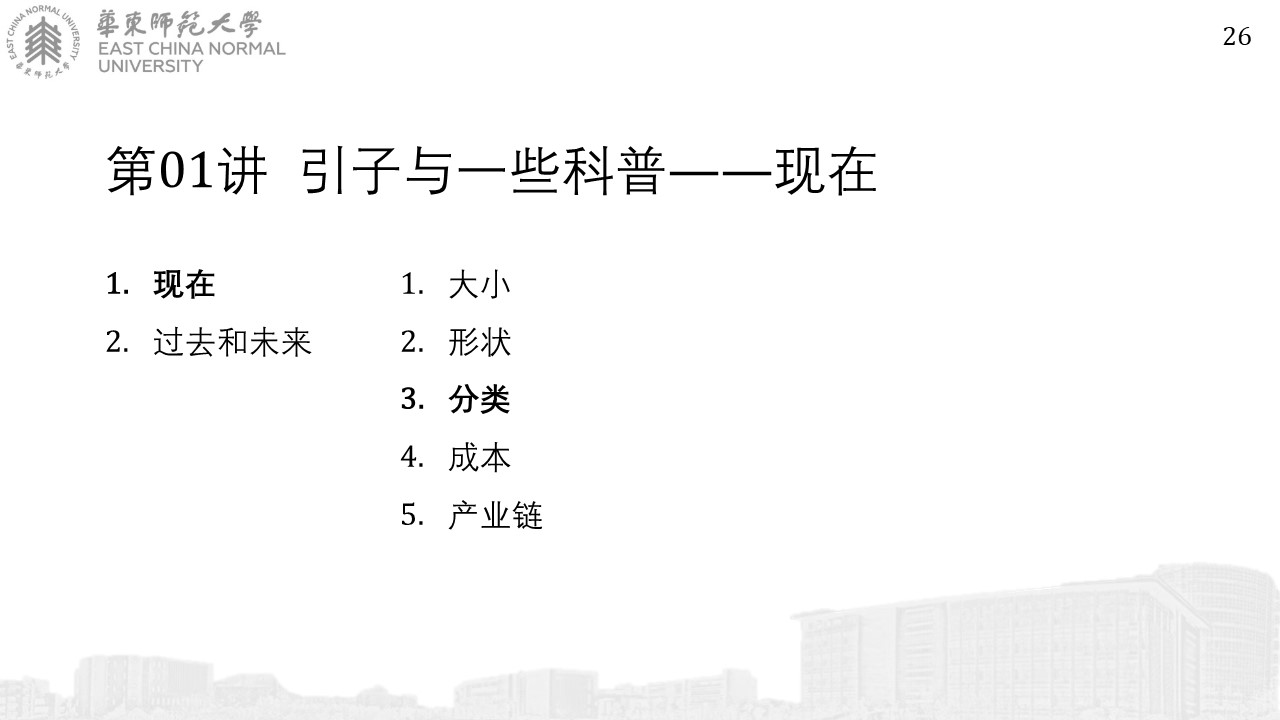 EAST CHINA NORMAL UNIVERSITY
華東師範大學
華東師範大學
EAST CHINA NORMAL
UNIVERSITY
26
第01讲 引子与一些科普——现在
1. 现在
2. 过去和未来
1. 大小
2. 形状
3. 分类
4. 成本
5. 产业链